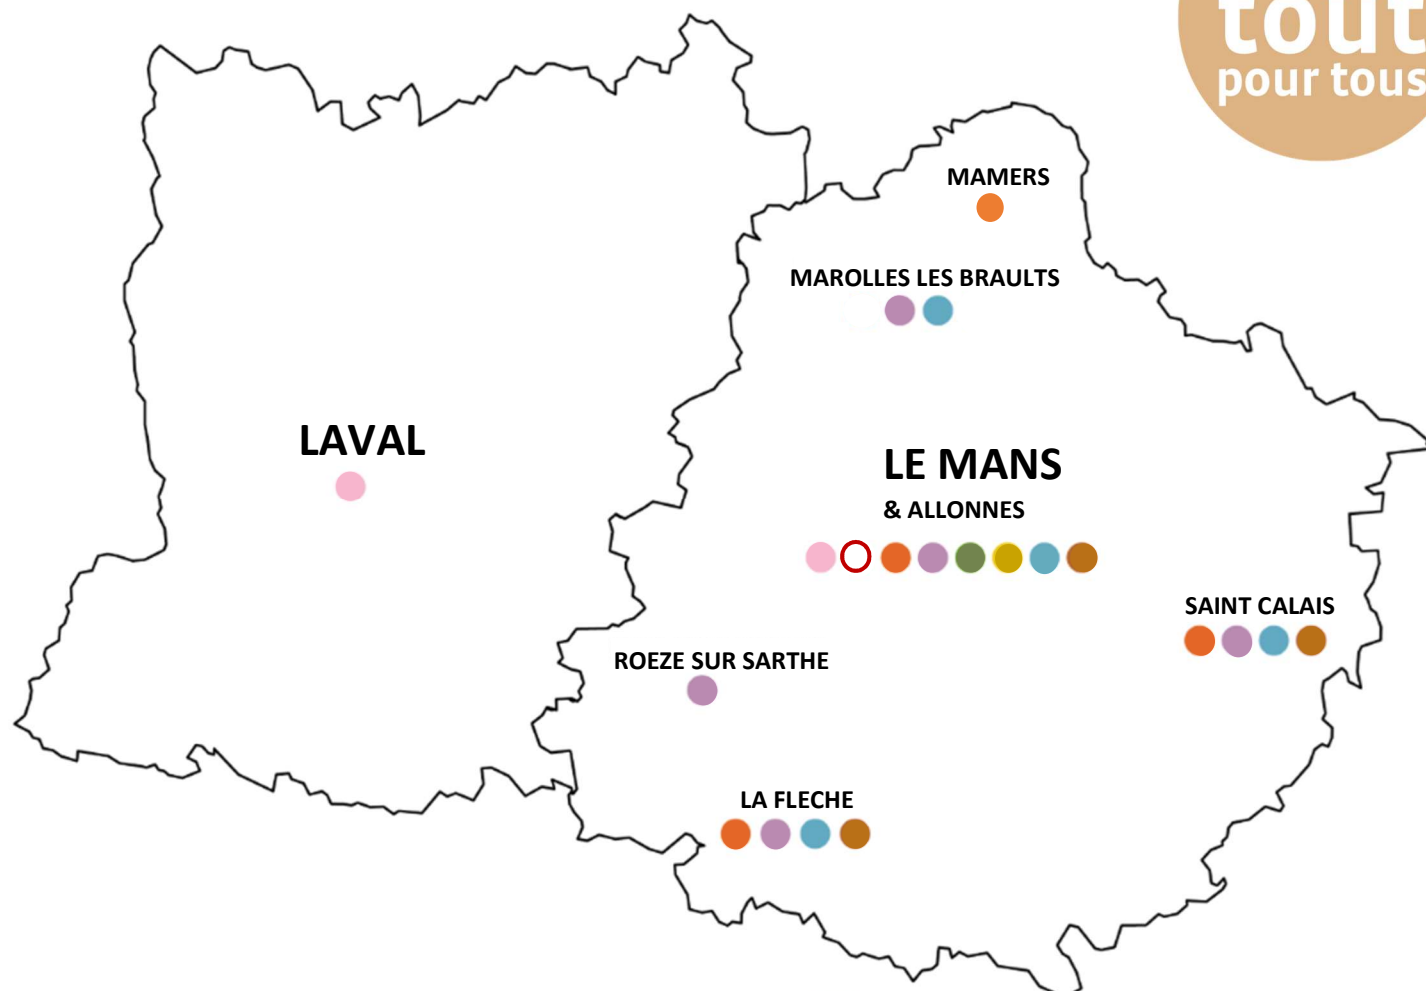 tout
pour tous
MAMERS
MAROLLES LES BRAULTS
LAVAL
LE MANS
& ALLONNES
SAINT CALAIS
ROEZE SUR SARTHE
LA FLECHE